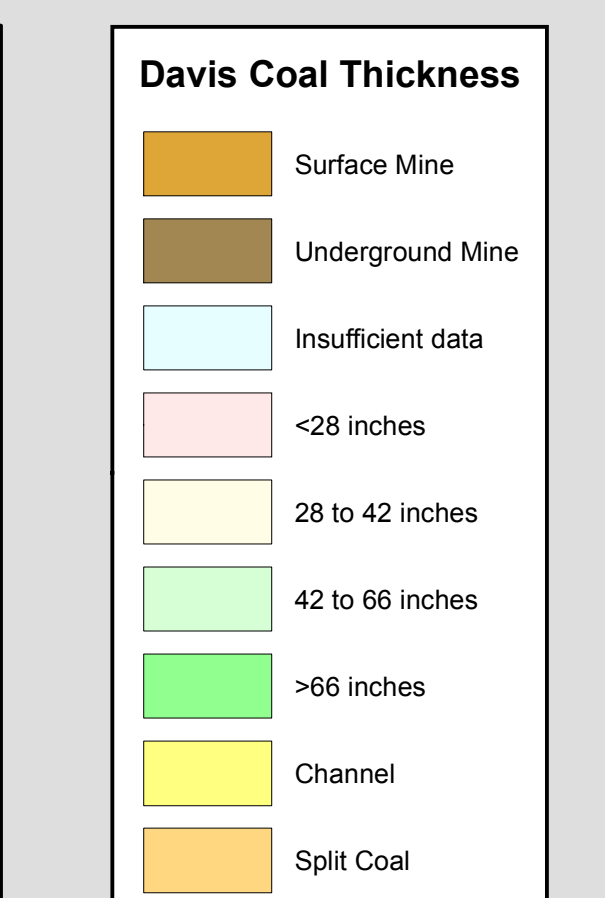 Davis Coal Thickness
Surface Mine
Underground Mine
Insufficient data
<28 inches
28 to 42 inches
42 to 66 inches
>66 inches
Channel
Split Coal